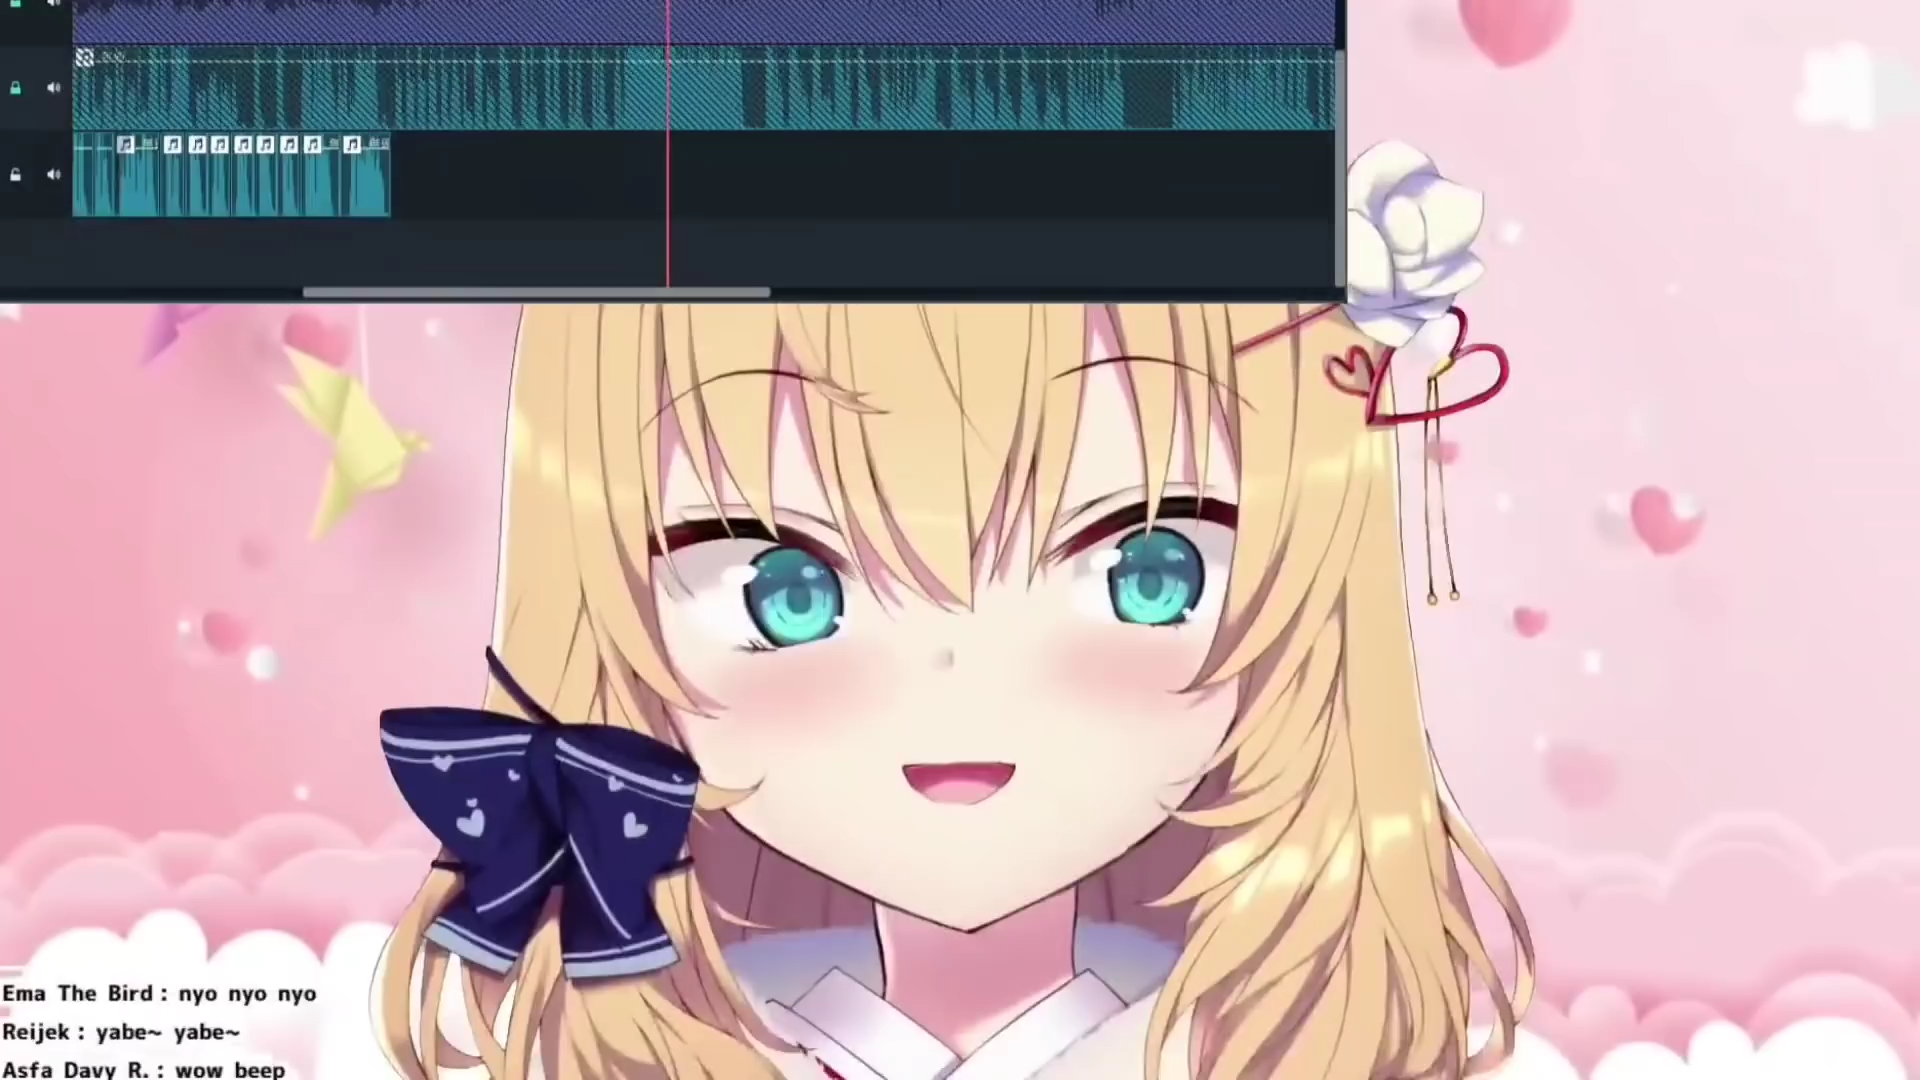 Ema The Bird : nyo nyo nyo
Reijek : yabe~ yabe~
Asfa Davy R. : wow beep